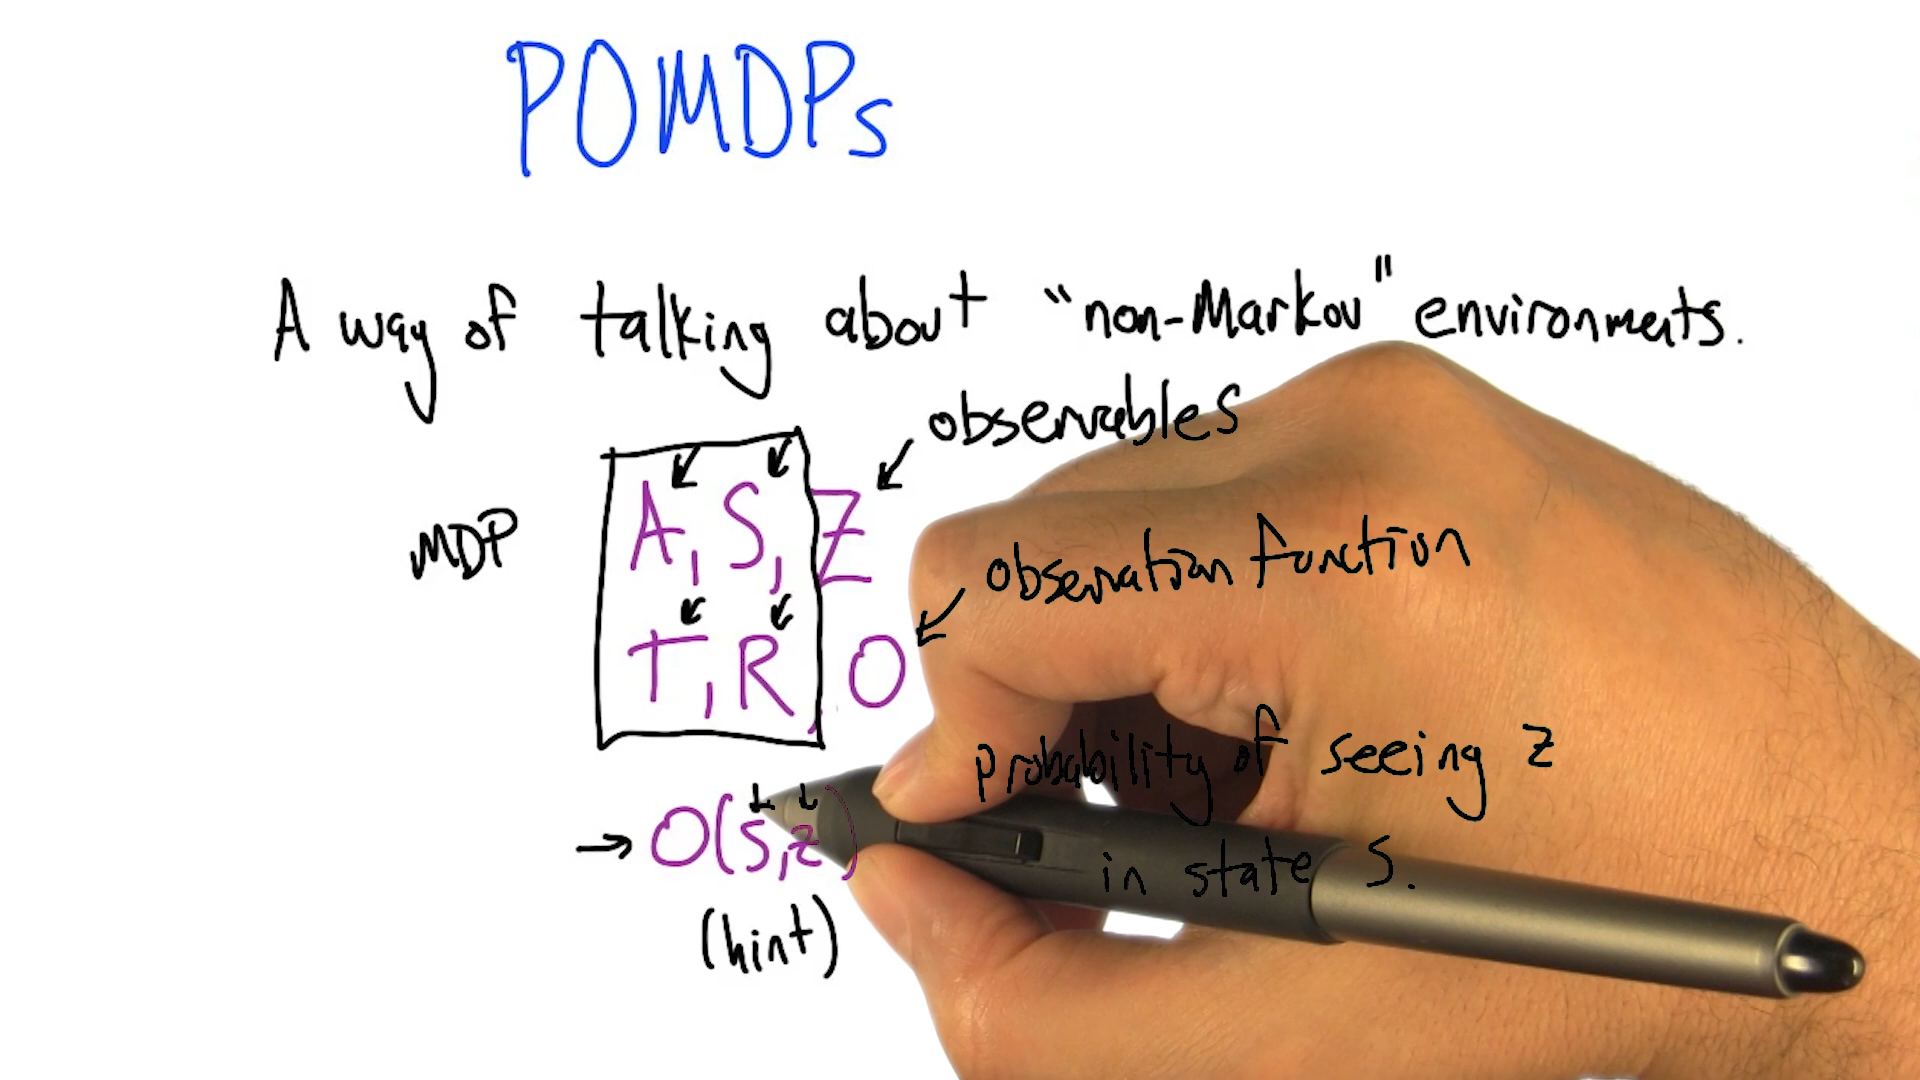 POMDPs
A way of talking about "non-Markov" environments.
observables
MDP
A, S, Z
observation function
T, R, O
probability of seeing z
O(s,z)
in state s.
(hint)